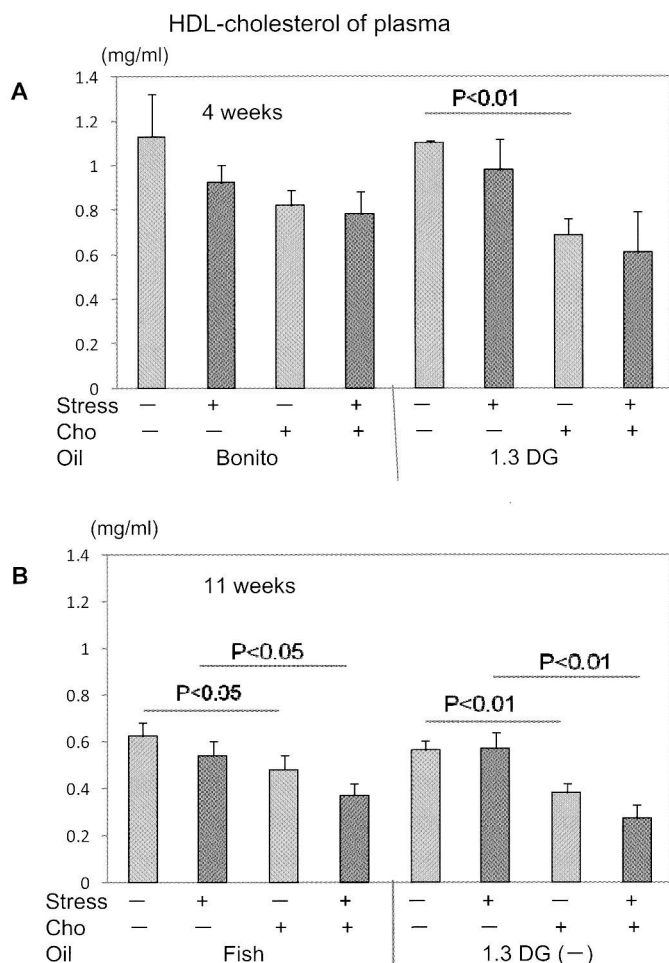 HDL-cholesterol of plasma
(mg/ml)
A
1.4
1.2
1
0.8
0.6
0.4
0.2
0
4 weeks
P<0.01
Stress — + — + — + — +
Cho — — + + — — + +
Oil Bonito 1.3 DG
(mg/ml)
B
1.4
1.2
1
0.8
0.6
0.4
0.2
0
11 weeks
P<0.05
P<0.05
P<0.01
P<0.01
Stress — + — + — + — +
Cho — — + + — — + +
Oil Fish 1.3 DG (—)